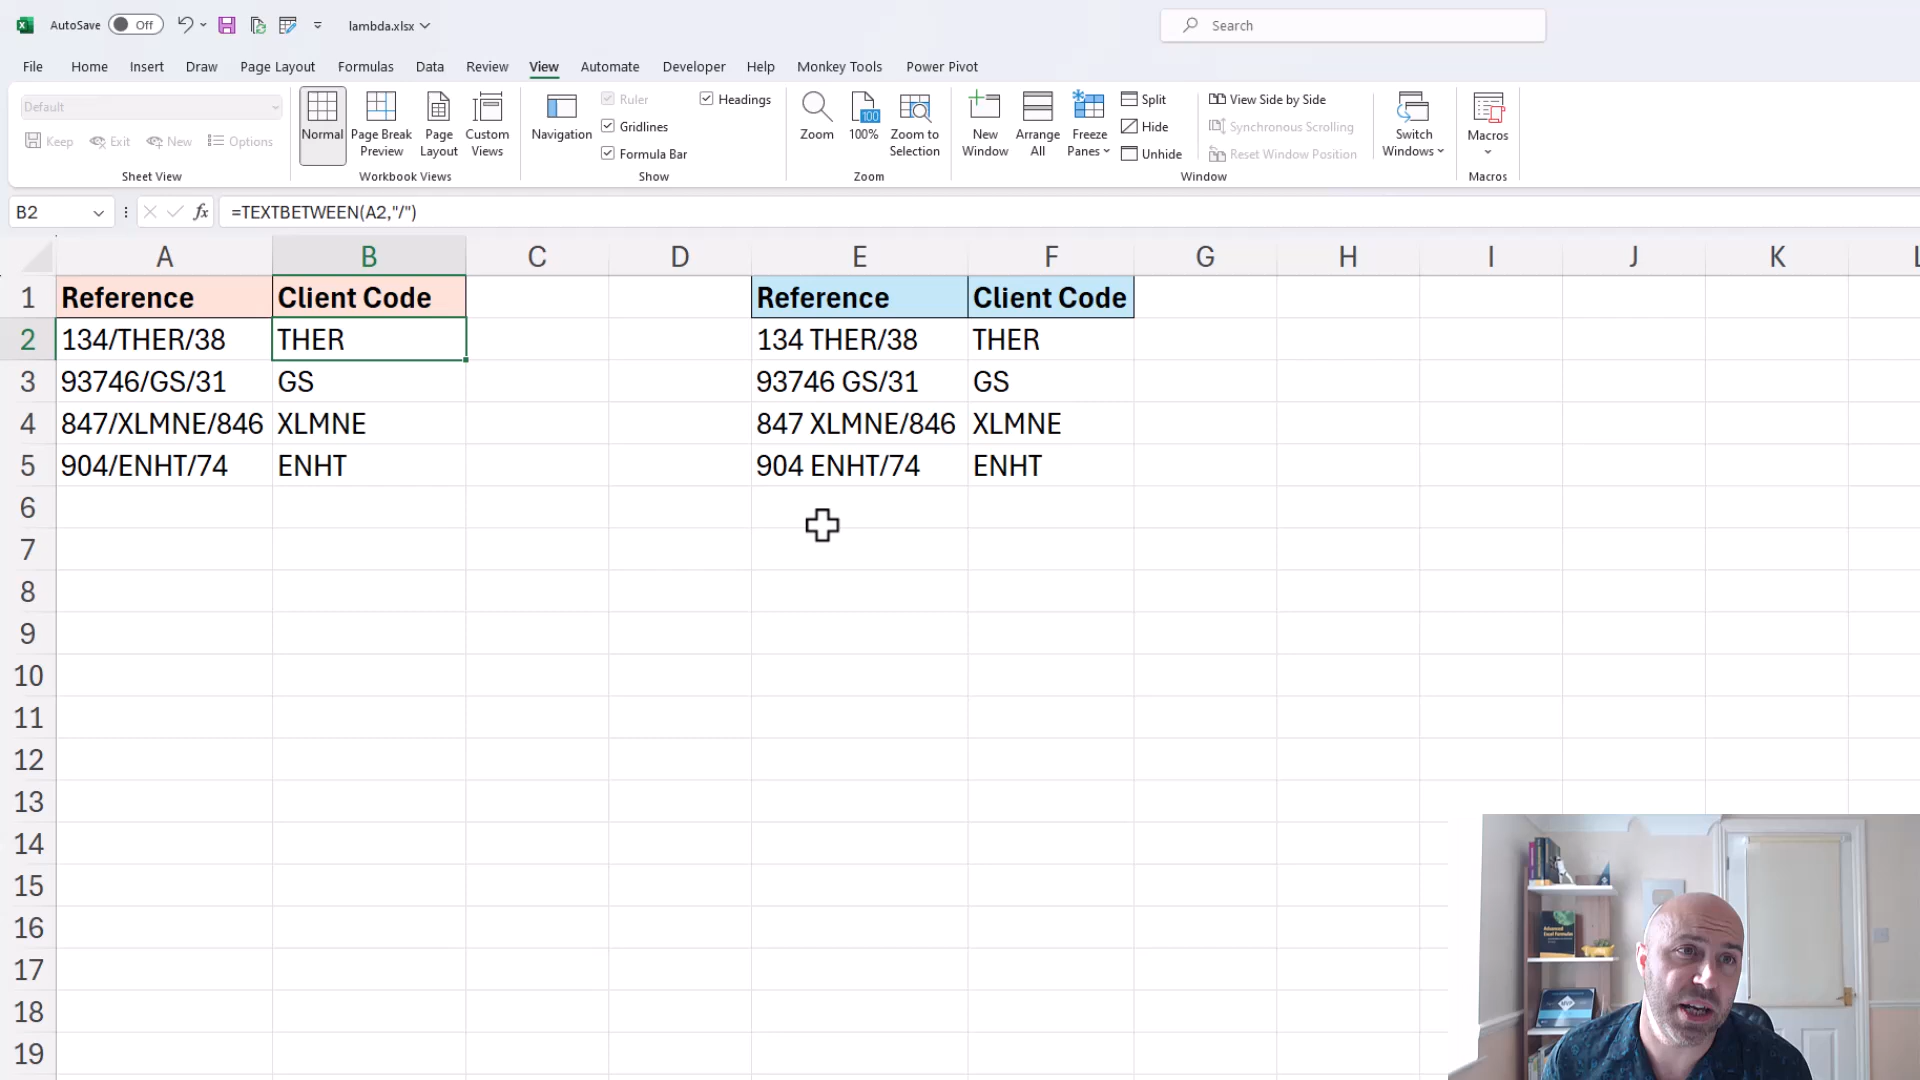 AutoSave Off lambda.xlsx Search
File Home Insert Draw Page Layout Formulas Data Review View Automate Developer Help Monkey Tools Power Pivot
Default
Keep Exit New Options
Sheet View
Normal Page Break Preview Page Layout Custom Views
Workbook Views
Navigation
Ruler
Gridlines
Formula Bar
Headings
Show
Zoom 100% Zoom to Selection
100
Zoom
New Window Arrange All Freeze Panes
Split
Hide
Unhide
View Side by Side
Synchronous Scrolling
Reset Window Position
Switch Windows
Window
Macros
Macros
B2 fx =TEXTBETWEEN(A2,"/")
A B C D E F G H I J K L
1 Reference Client Code Reference Client Code
2 134/THER/38 THER 134 THER/38 THER
3 93746/GS/31 GS 93746 GS/31 GS
4 847/XLMNE/846 XLMNE 847 XLMNE/846 XLMNE
5 904/ENHT/74 ENHT 904 ENHT/74 ENHT
6
7
8
9
10
11
12
13
14
15
16
17
18
19
Advanced
Excel Formulas
MVP